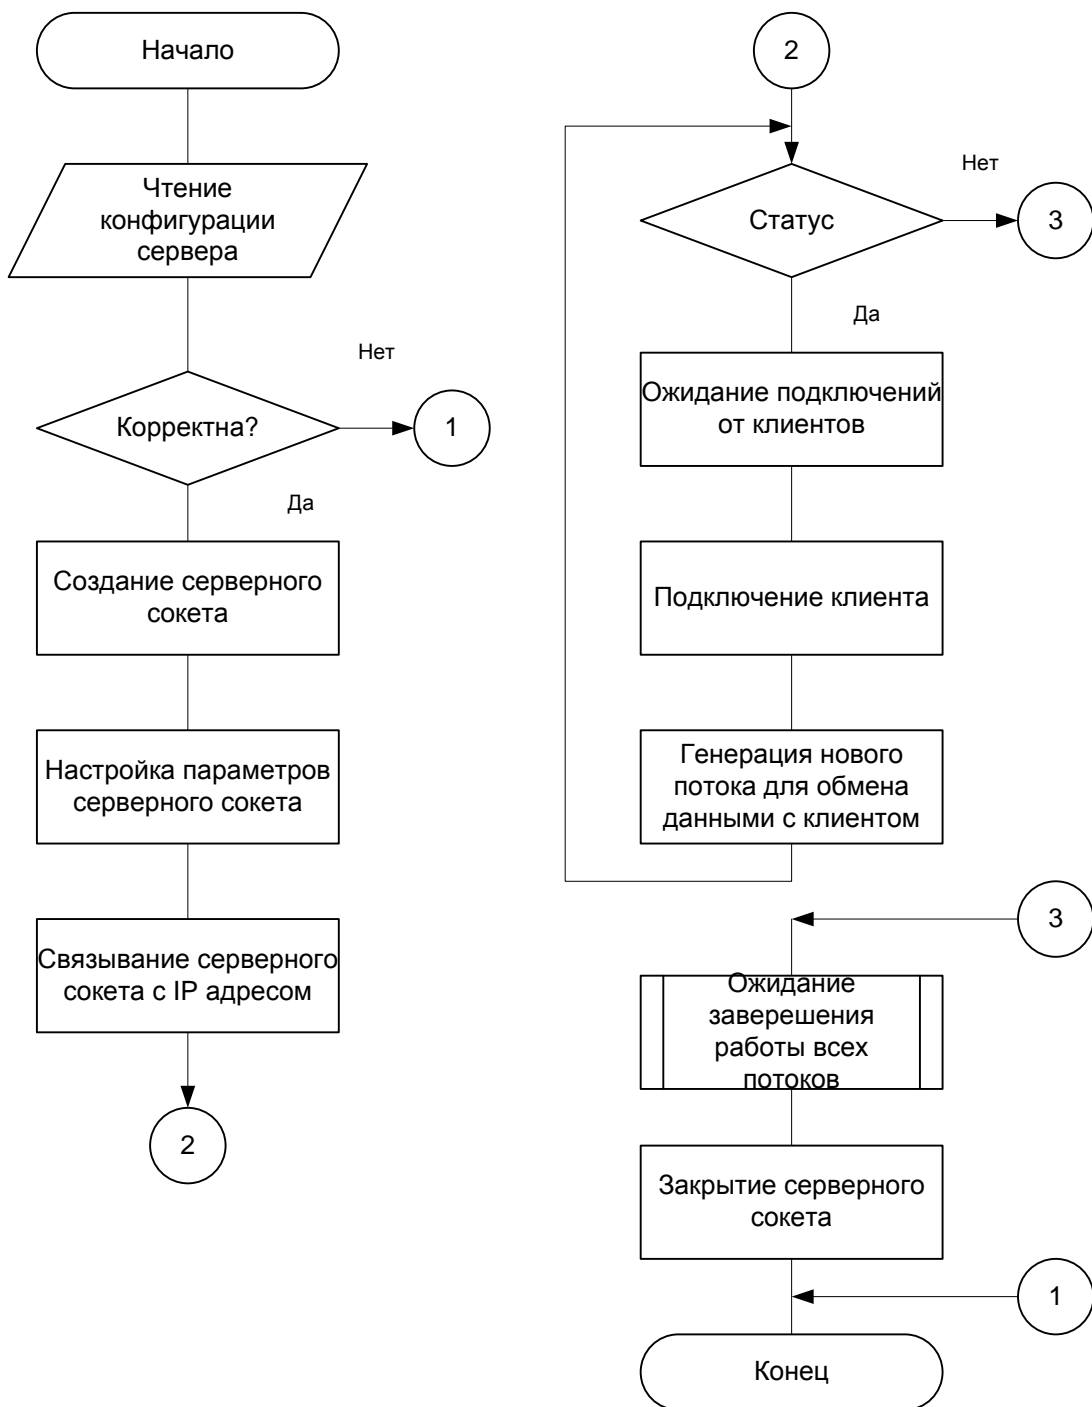 Начало
Чтение
конфигурации
сервера
Нет
Корректна?
1
Да
Создание серверного
сокета
Настройка параметров
серверного сокета
Связывание серверного
сокета с IP адресом
2
2
Нет
Статус
3
Да
Ожидание подключений
от клиентов
Подключение клиента
Генерация нового
потока для обмена
данными с клиентом
3
Ожидание
заверешения
работы всех
потоков
Закрытие серверного
сокета
1
Конец